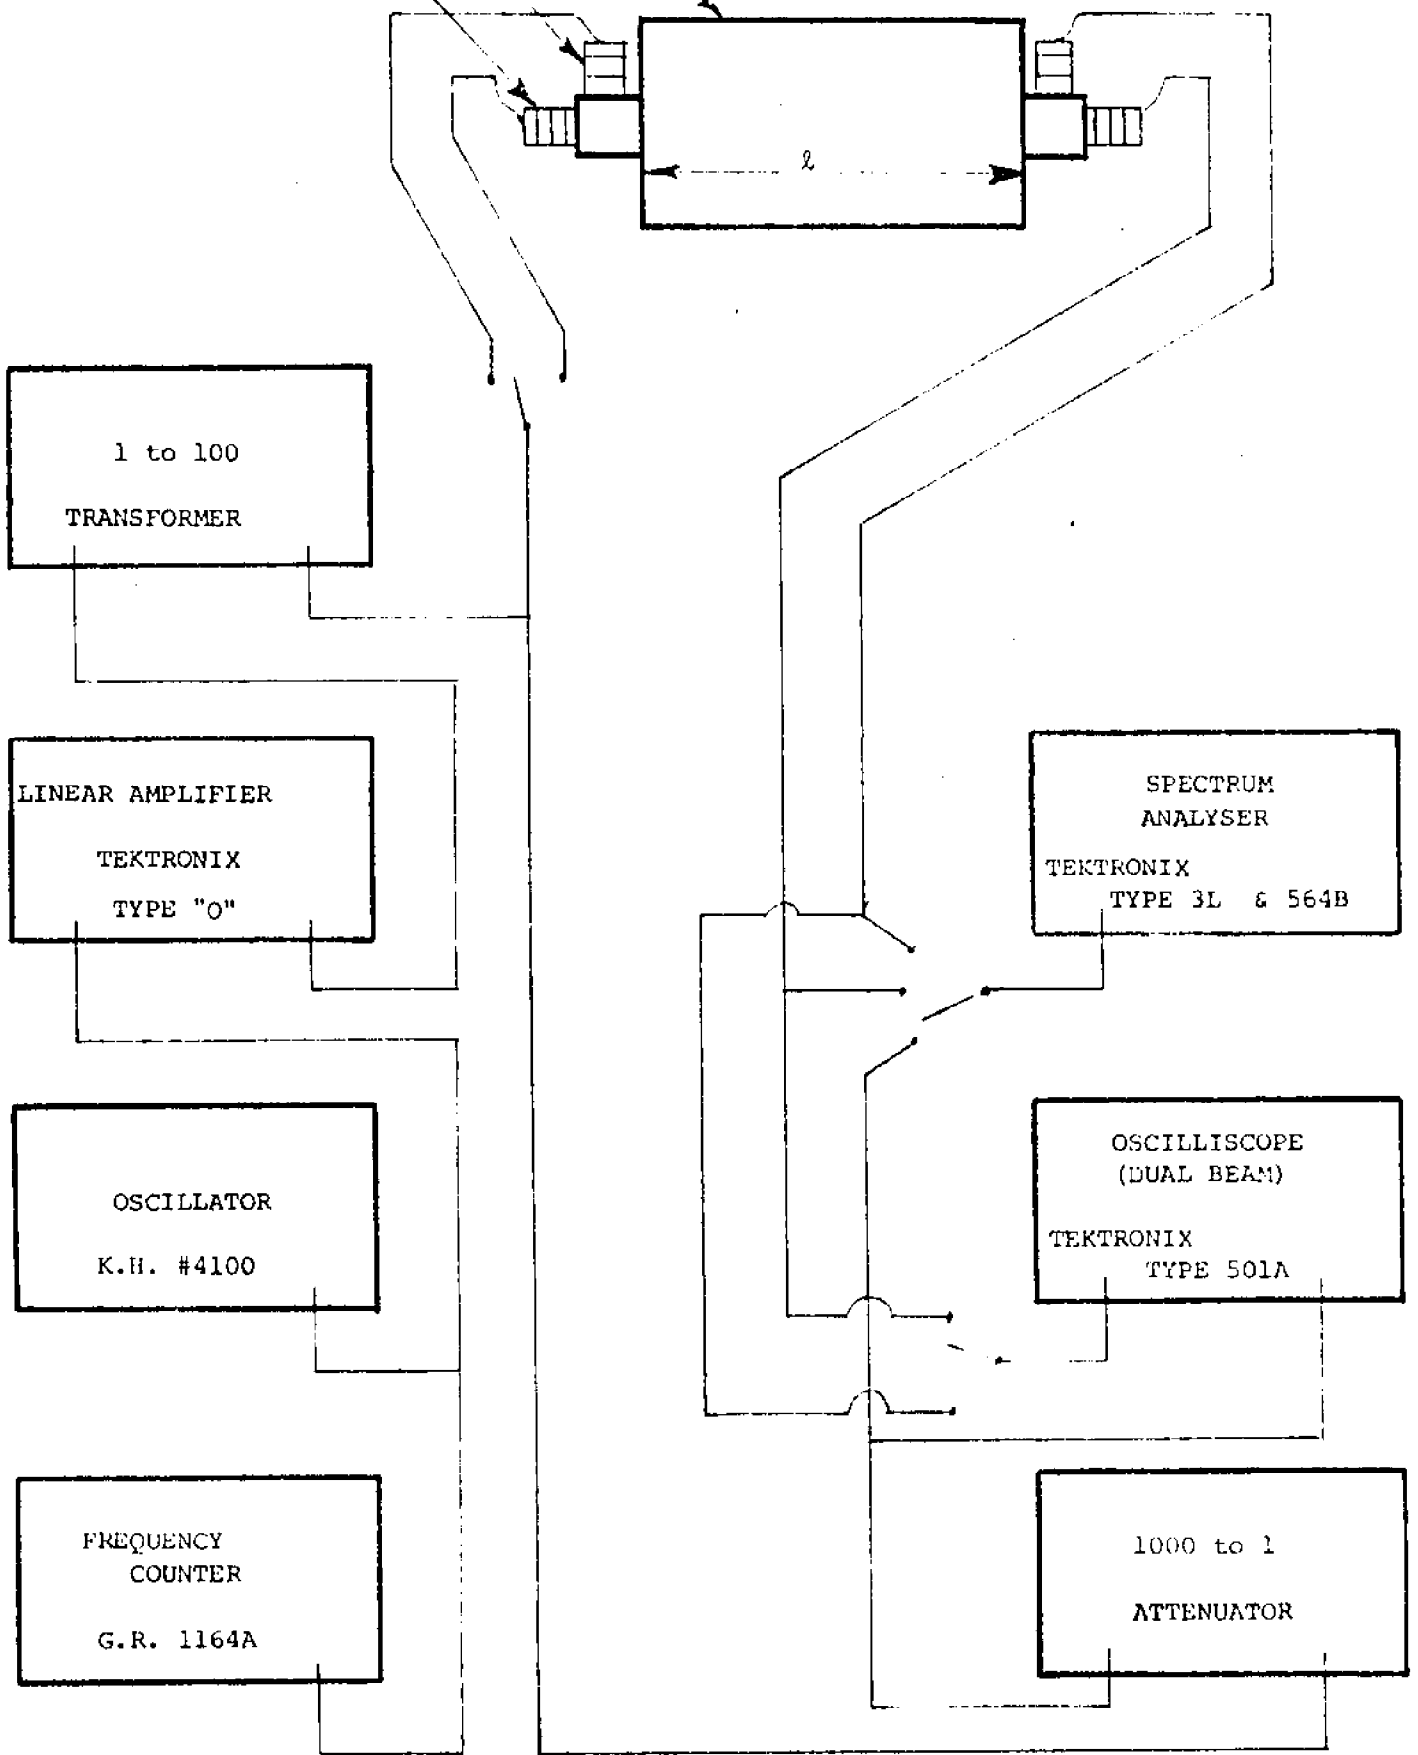 ℓ
1 to 100
TRANSFORMER
LINEAR AMPLIFIER
TEKTRONIX
TYPE "O"
OSCILLATOR
K.H. #4100
FREQUENCY
COUNTER
G.R. 1164A
SPECTRUM
ANALYSER
TEKTRONIX
TYPE 3L & 564B
OSCILLISCOPE
(DUAL BEAM)
TEKTRONIX
TYPE 501A
1000 to 1
ATTENUATOR